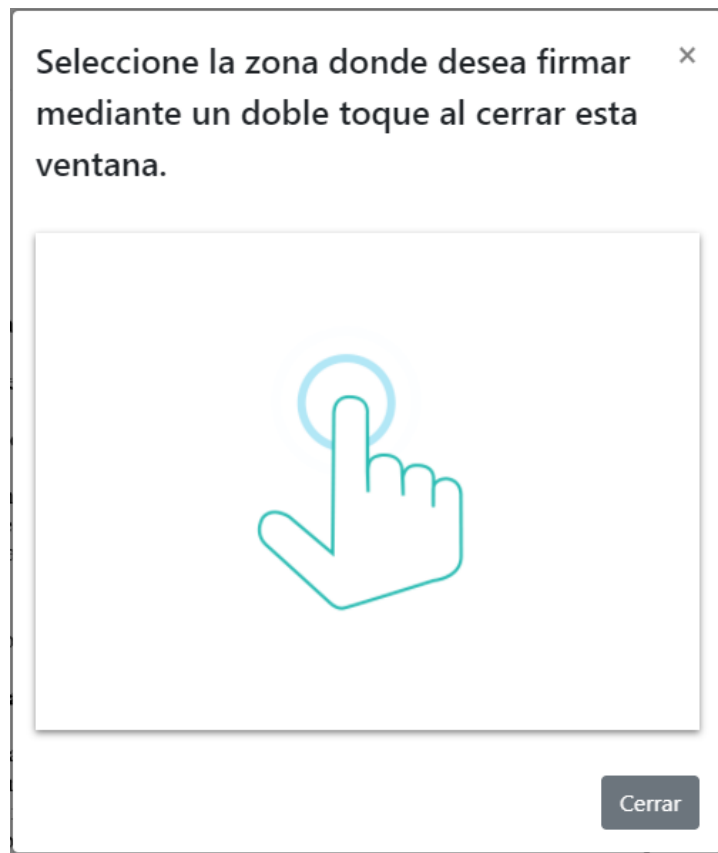 Seleccione la zona donde desea firmar
mediante un doble toque al cerrar esta
ventana.
Cerrar